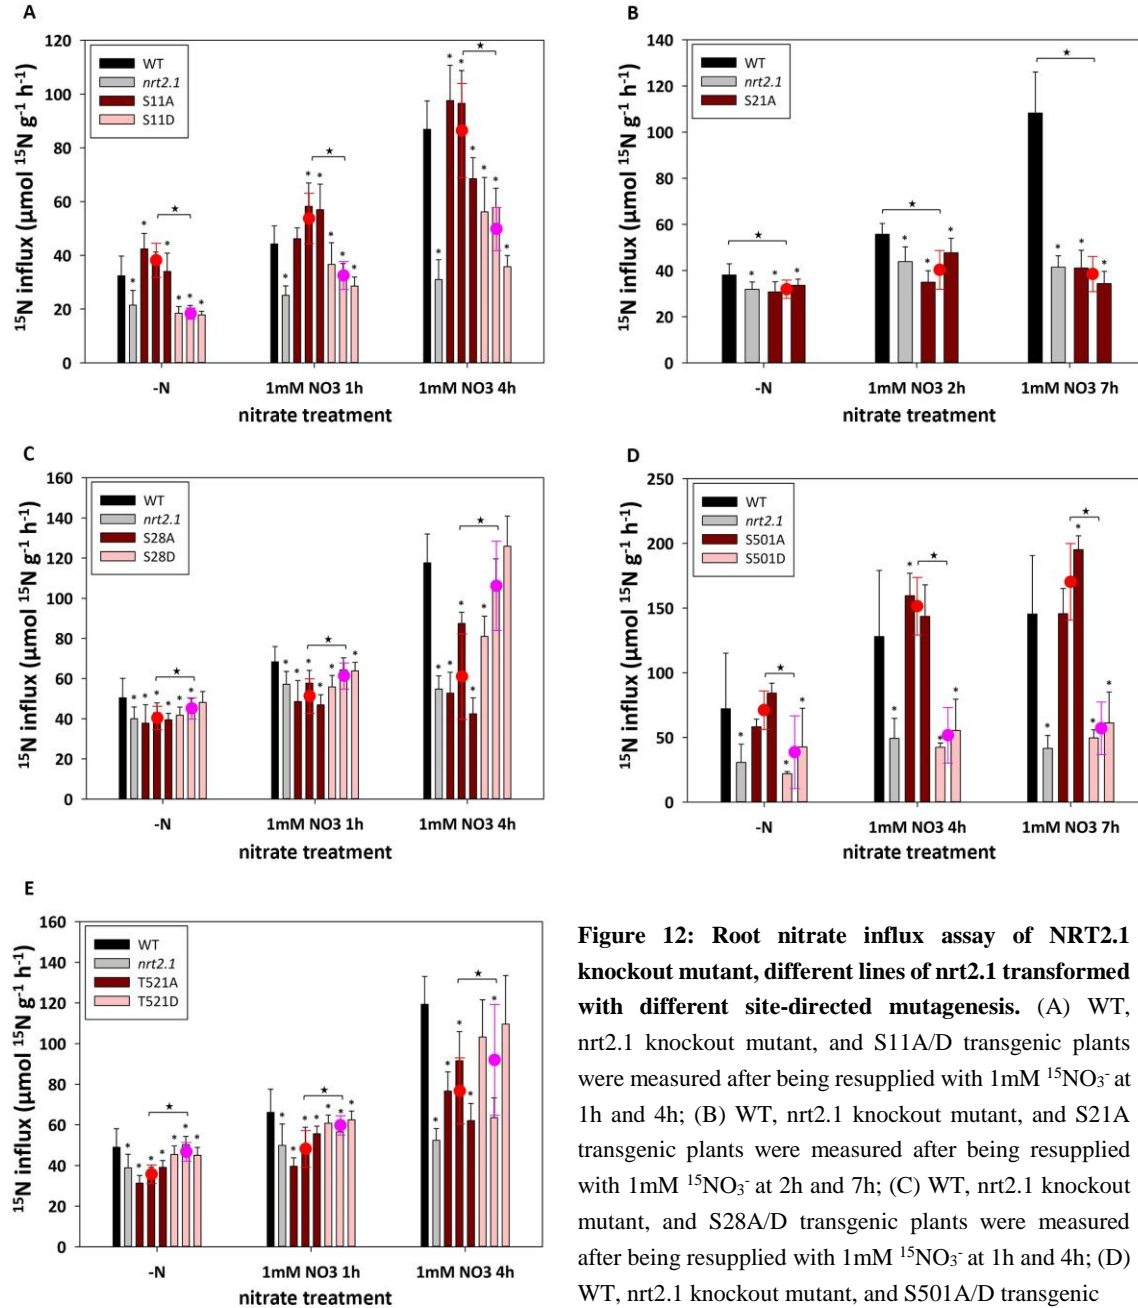 A
120
100
80
60
40
20
0
¹⁵N influx (µmol ¹⁵N g⁻¹ h⁻¹)
WT
nrt2.1
S11A
S11D
-N
1mM NO3 1h
1mM NO3 4h
nitrate treatment
B
140
120
100
80
60
40
20
0
¹⁵N influx (µmol ¹⁵N g⁻¹ h⁻¹)
WT
nrt2.1
S21A
-N
1mM NO3 2h
1mM NO3 7h
nitrate treatment
C
160
140
120
100
80
60
40
20
0
¹⁵N influx (µmol ¹⁵N g⁻¹ h⁻¹)
WT
nrt2.1
S28A
S28D
-N
1mM NO3 1h
1mM NO3 4h
nitrate treatment
D
250
200
150
100
50
0
¹⁵N influx (µmol ¹⁵N g⁻¹ h⁻¹)
WT
nrt2.1
S501A
S501D
-N
1mM NO3 4h
1mM NO3 7h
nitrate treatment
E
160
140
120
100
80
60
40
20
0
¹⁵N influx (µmol ¹⁵N g⁻¹ h⁻¹)
WT
nrt2.1
T521A
T521D
-N
1mM NO3 1h
1mM NO3 4h
nitrate treatment
Figure 12: Root nitrate influx assay of NRT2.1
knockout mutant, different lines of nrt2.1 transformed
with different site-directed mutagenesis. (A) WT,
nrt2.1 knockout mutant, and S11A/D transgenic plants
were measured after being resupplied with 1mM ¹⁵NO₃⁻ at
1h and 4h; (B) WT, nrt2.1 knockout mutant, and S21A
transgenic plants were measured after being resupplied
with 1mM ¹⁵NO₃⁻ at 2h and 7h; (C) WT, nrt2.1 knockout
mutant, and S28A/D transgenic plants were measured
after being resupplied with 1mM ¹⁵NO₃⁻ at 1h and 4h; (D)
WT, nrt2.1 knockout mutant, and S501A/D transgenic